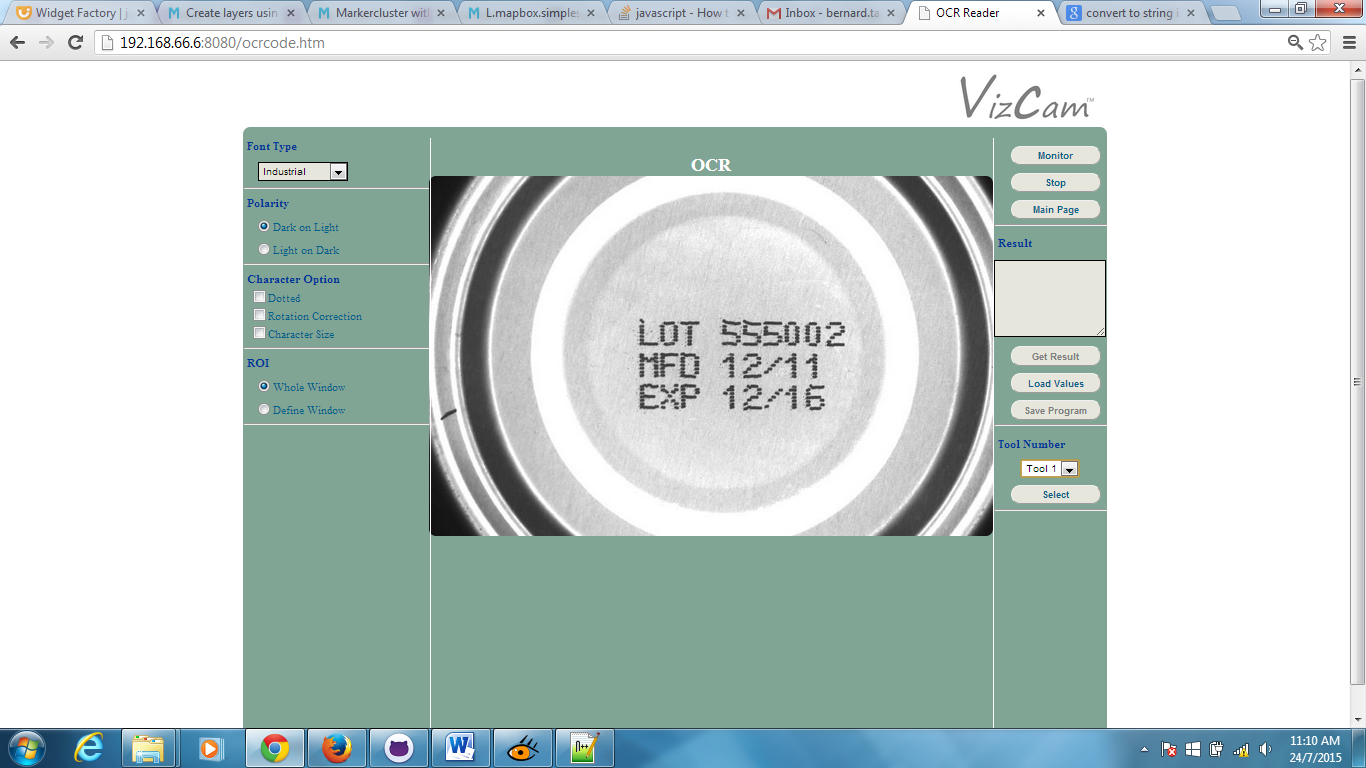 Widget Factory | j
Create layers usin
Markercluster wit
L.mapbox.simples
javascript - How t
Inbox - bernard.ta
OCR Reader
convert to string i
192.168.66.6:8080/ocrcode.htm
VizCam™
Font Type
Industrial
Polarity
Dark on Light
Light on Dark
Character Option
Dotted
Rotation Correction
Character Size
ROI
Whole Window
Define Window
OCR
LOT 555002
MFD 12/11
EXP 12/16
Monitor
Stop
Main Page
Result
Get Result
Load Values
Save Program
Tool Number
Tool 1
Select
11:10 AM
24/7/2015